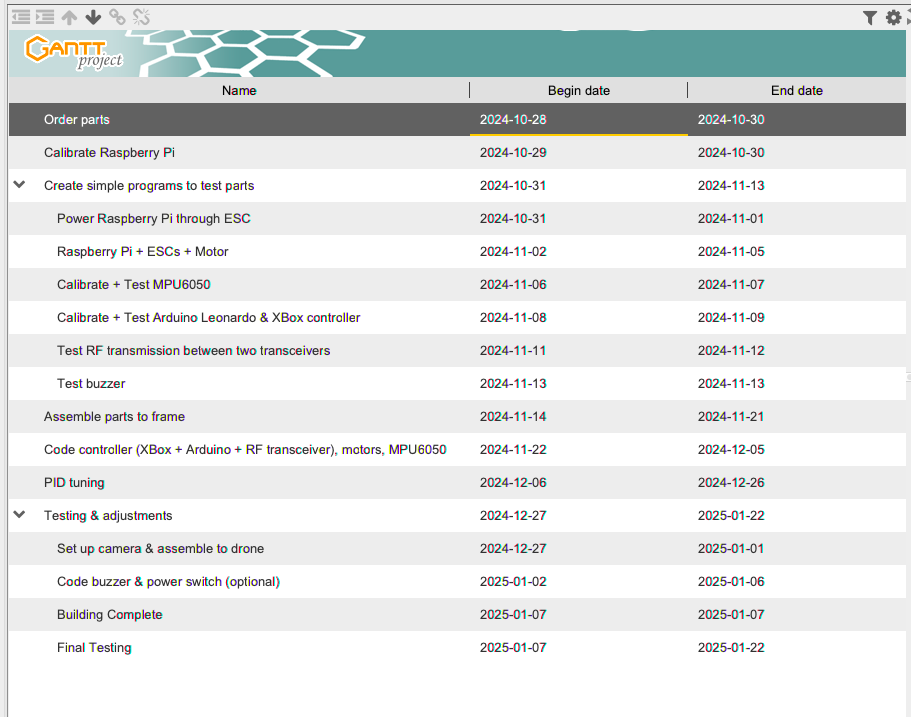 GANTT
project
Name Begin date End date
Order parts 2024-10-28 2024-10-30
Calibrate Raspberry Pi 2024-10-29 2024-10-30
Create simple programs to test parts 2024-10-31 2024-11-13
Power Raspberry Pi through ESC 2024-10-31 2024-11-01
Raspberry Pi + ESCs + Motor 2024-11-02 2024-11-05
Calibrate + Test MPU6050 2024-11-06 2024-11-07
Calibrate + Test Arduino Leonardo & XBox controller 2024-11-08 2024-11-09
Test RF transmission between two transceivers 2024-11-11 2024-11-12
Test buzzer 2024-11-13 2024-11-13
Assemble parts to frame 2024-11-14 2024-11-21
Code controller (XBox + Arduino + RF transceiver), motors, MPU6050 2024-11-22 2024-12-05
PID tuning 2024-12-06 2024-12-26
Testing & adjustments 2024-12-27 2025-01-22
Set up camera & assemble to drone 2024-12-27 2025-01-01
Code buzzer & power switch (optional) 2025-01-02 2025-01-06
Building Complete 2025-01-07 2025-01-07
Final Testing 2025-01-07 2025-01-22